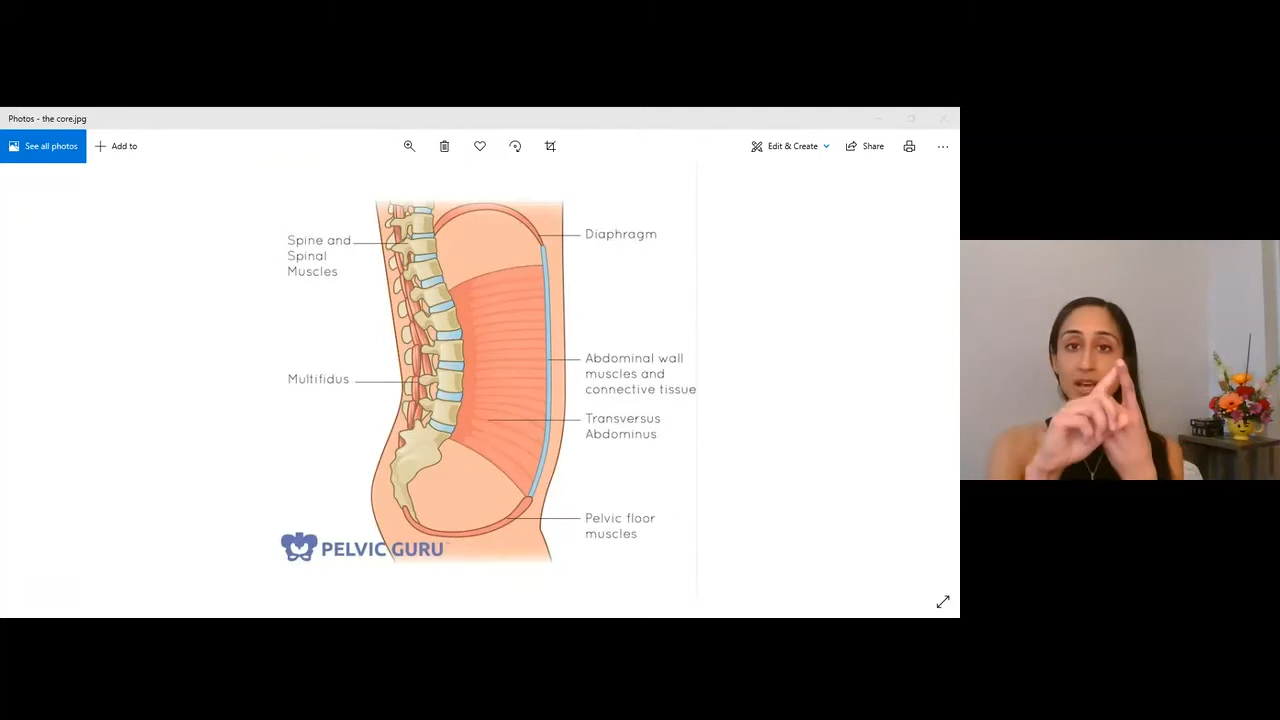 Photos - the core.jpg
See all photos
Add to
Edit & Create
Share
Spine and
Spinal
Muscles
Diaphragm
Multifidus
Abdominal wall
muscles and
connective tissue
Transversus
Abdominus
Pelvic floor
muscles
PELVIC GURU